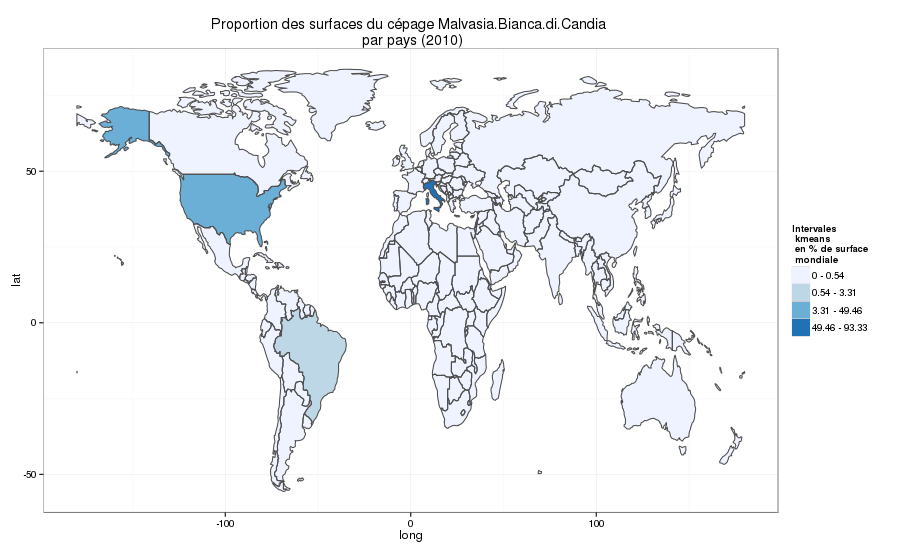 Proportion des surfaces du cépage Malvasia.Bianca.di.Candia
par pays (2010)
50
0
-50
lat
-100
0
100
long
Intervales
kmeans
en % de surface
mondiale
0 - 0.54
0.54 - 3.31
3.31 - 49.46
49.46 - 93.33